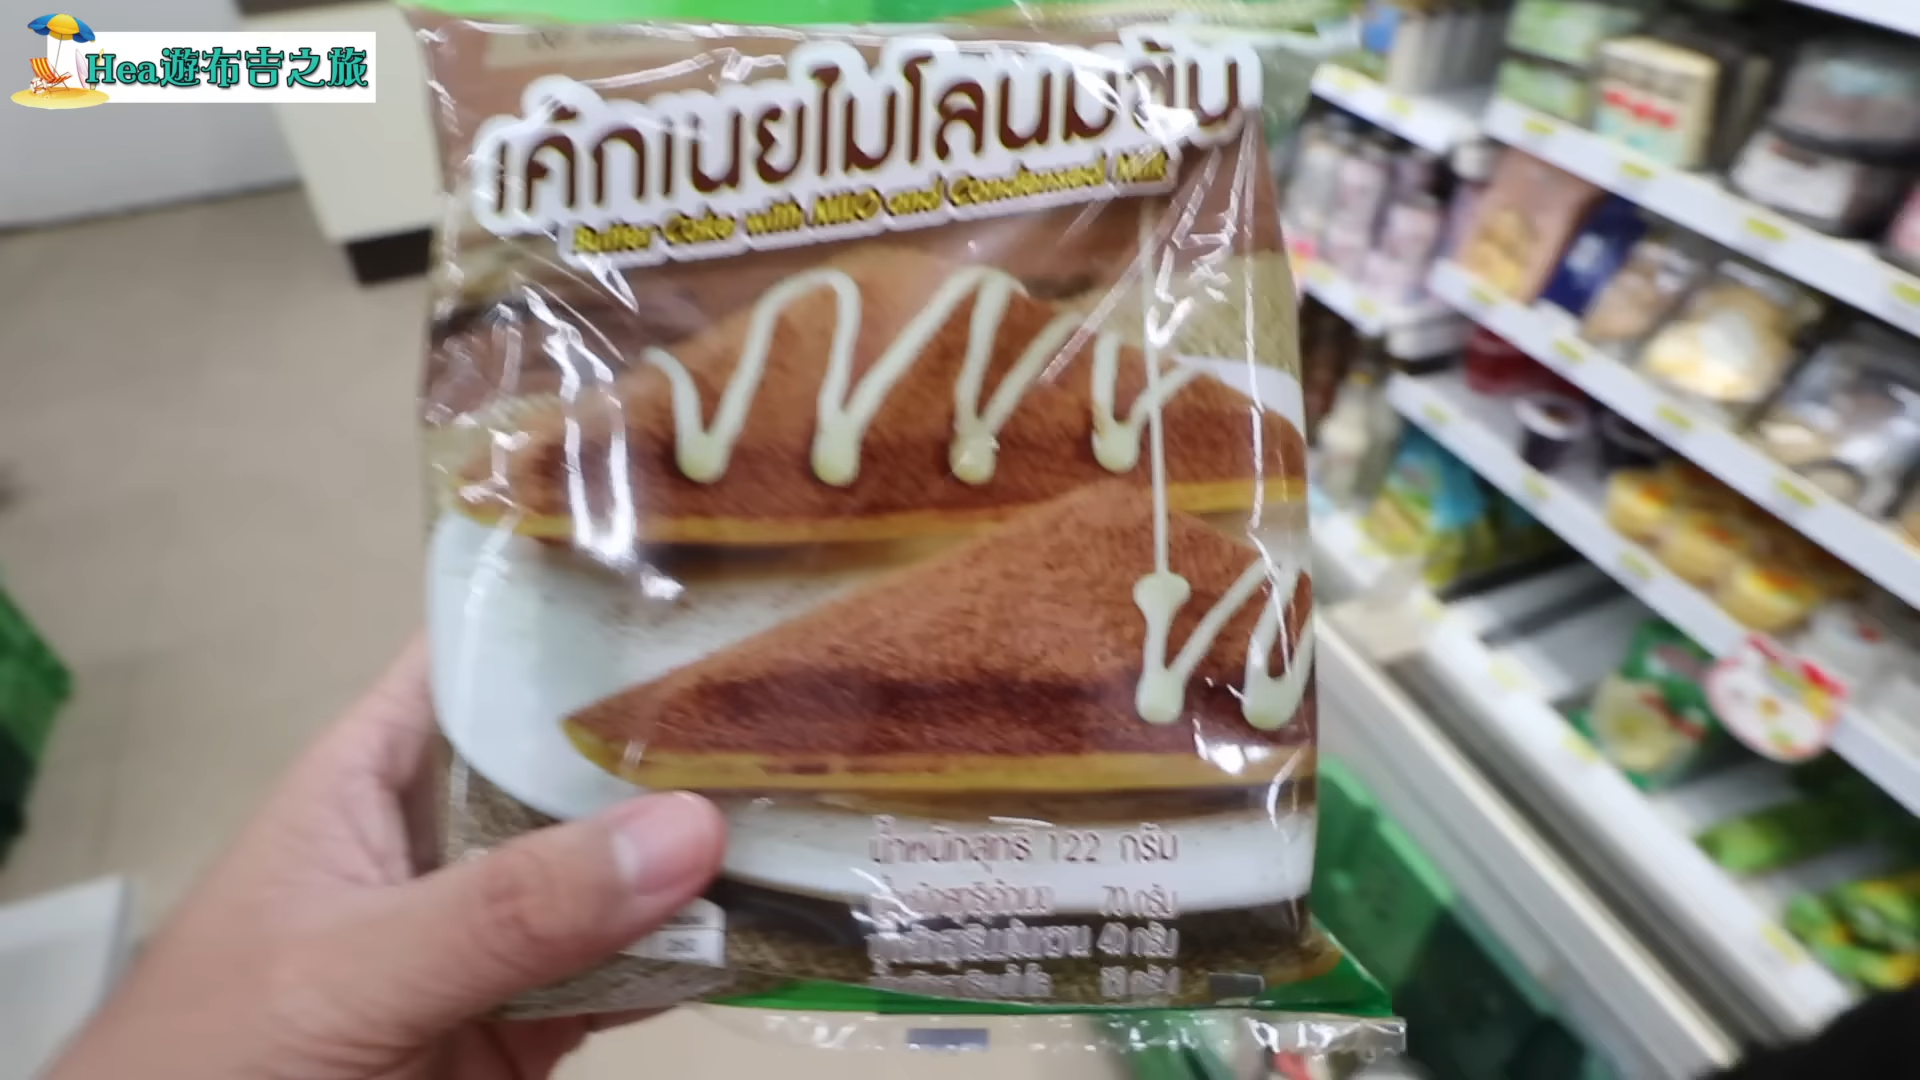 Hea遊布吉之旅
เค้กเนยไมโลนมข้น
Butter Cake with MILO and Condensed Milk
น้ำหนักสุทธิ 122 กรัม
70 กรัม
40 กรัม